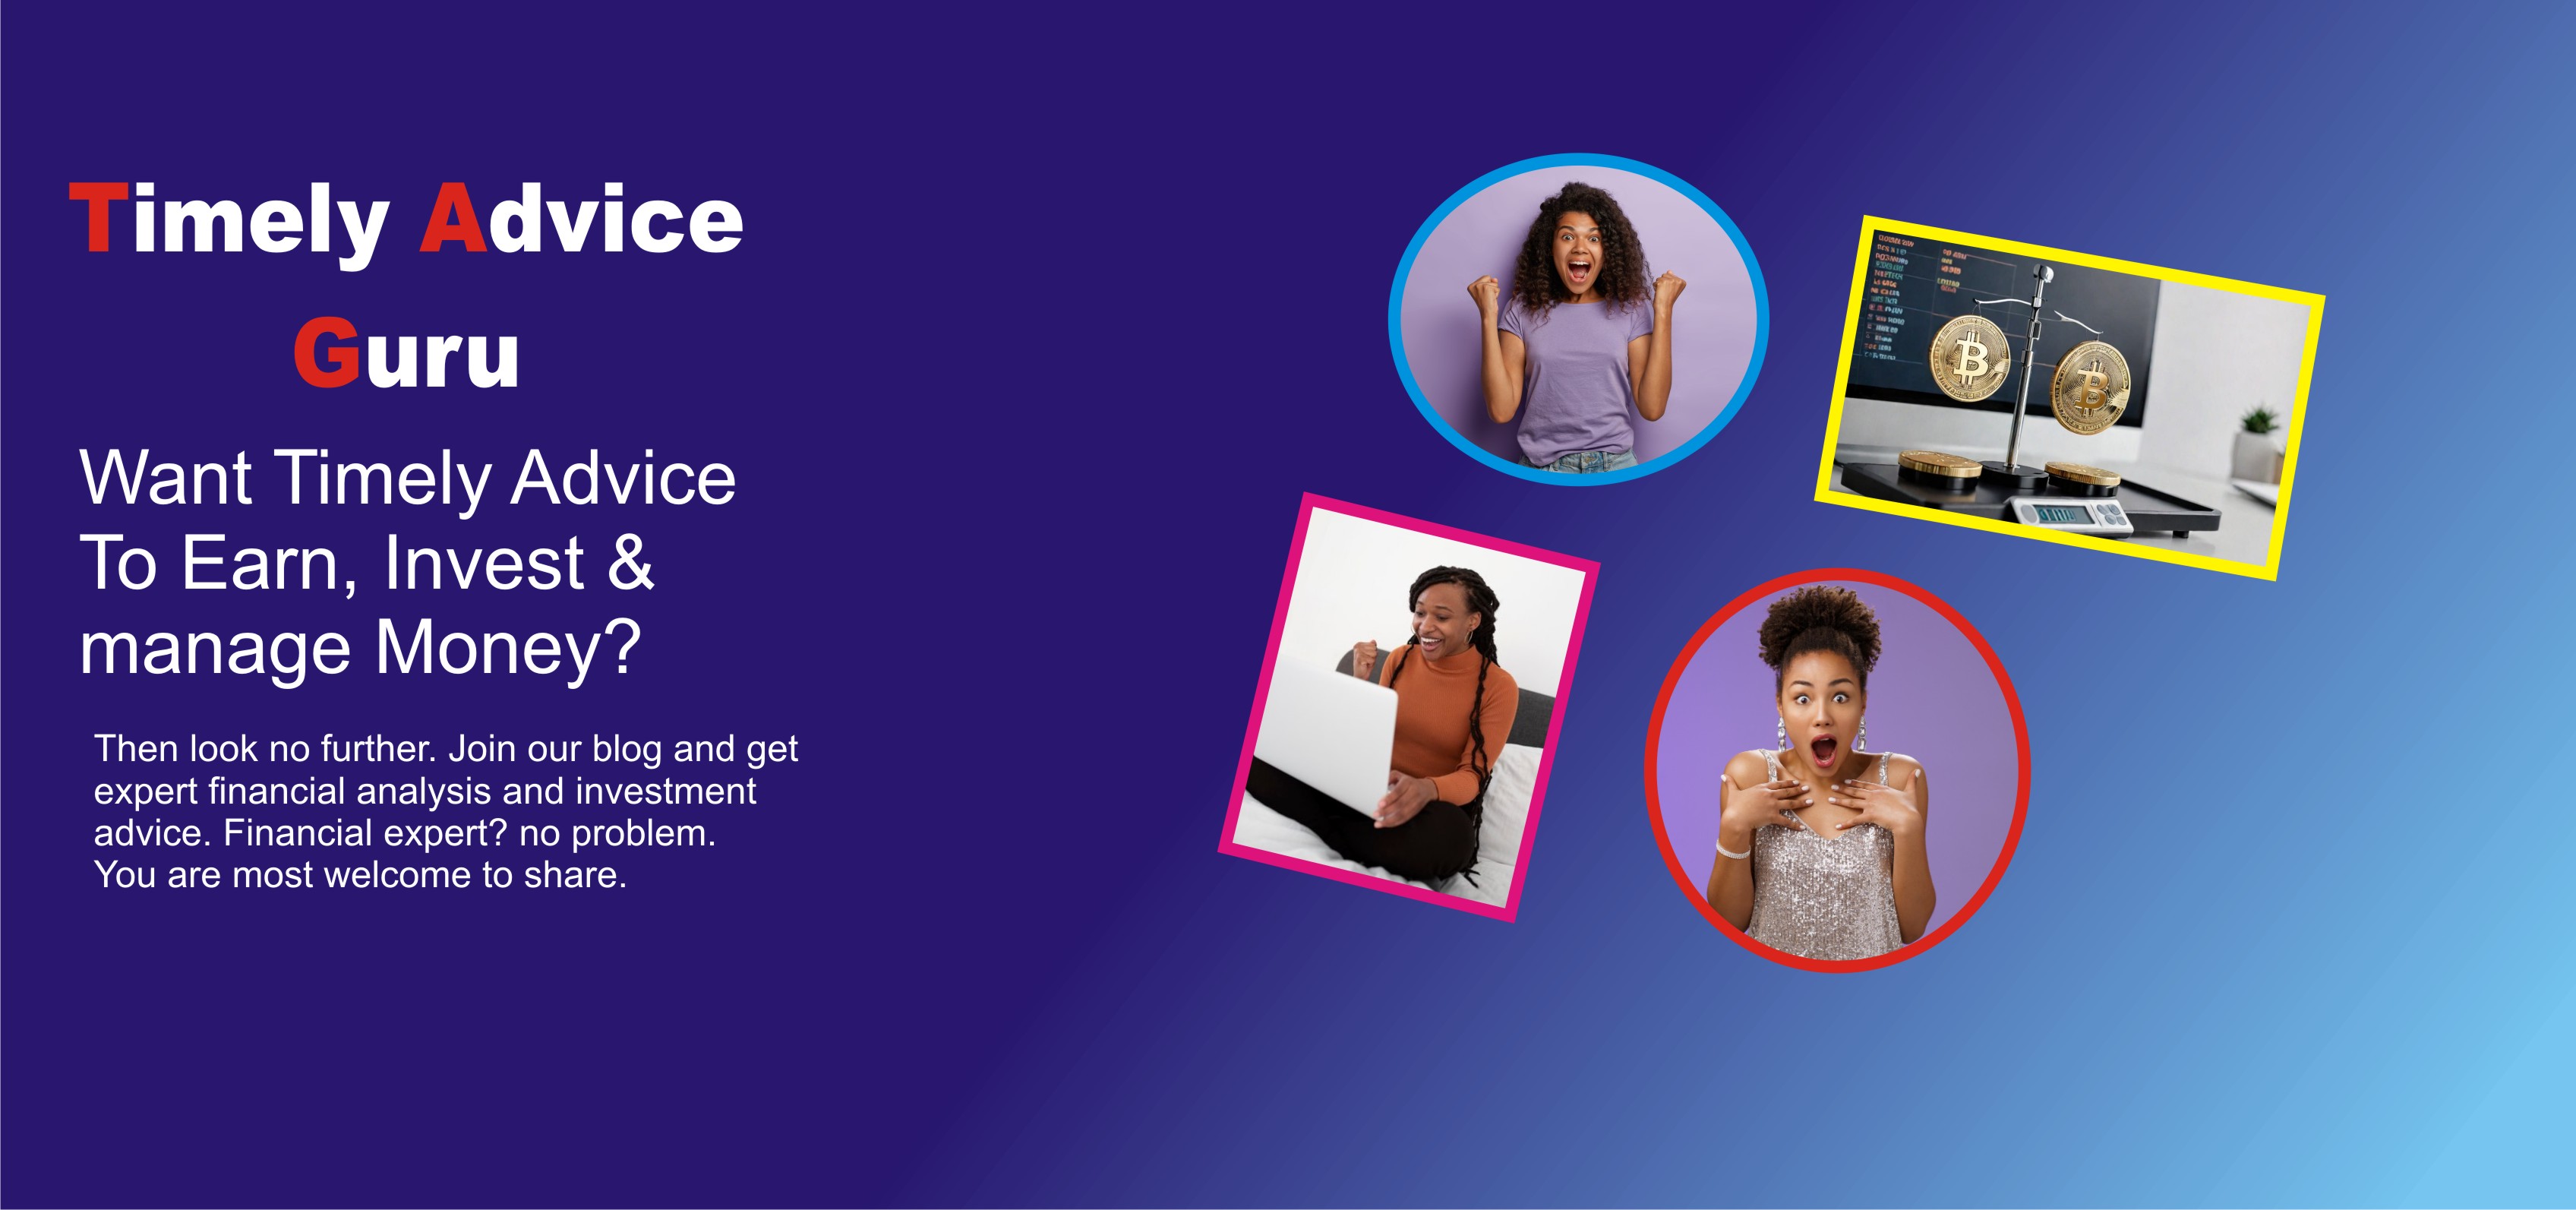 Timely Advice
Guru
Want Timely Advice
To Earn, Invest &
manage Money?
Then look no further. Join our blog and get
expert financial analysis and investment
advice. Financial expert? no problem.
You are most welcome to share.